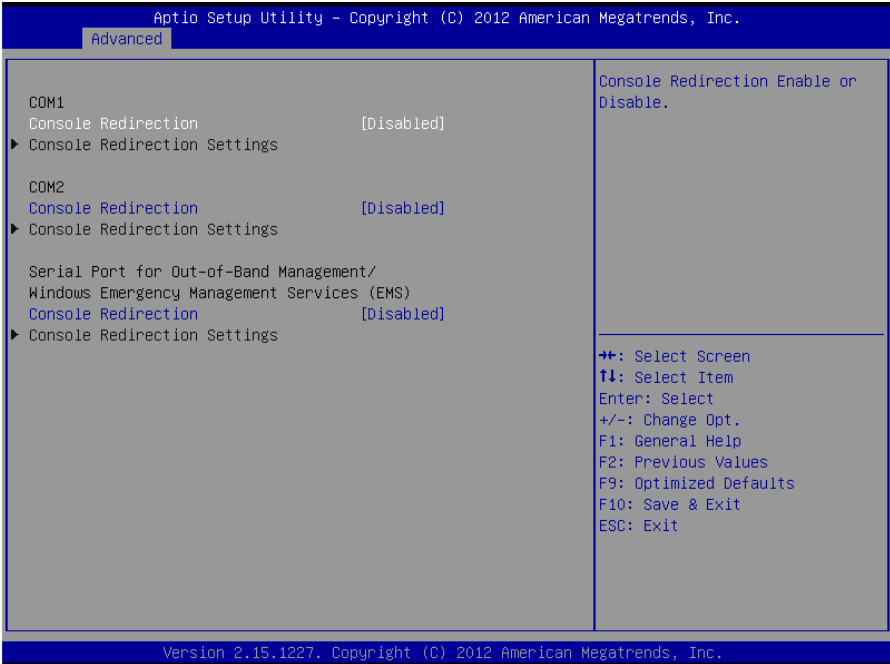 Aptio Setup Utility – Copyright (C) 2012 American Megatrends, Inc.
Advanced
COM1
Console Redirection [Disabled]
Console Redirection Settings
COM2
Console Redirection [Disabled]
Console Redirection Settings
Serial Port for Out-of-Band Management/
Windows Emergency Management Services (EMS)
Console Redirection [Disabled]
Console Redirection Settings
Console Redirection Enable or
Disable.
→←: Select Screen
↑↓: Select Item
Enter: Select
+/-: Change Opt.
F1: General Help
F2: Previous Values
F9: Optimized Defaults
F10: Save & Exit
ESC: Exit
Version 2.15.1227. Copyright (C) 2012 American Megatrends, Inc.